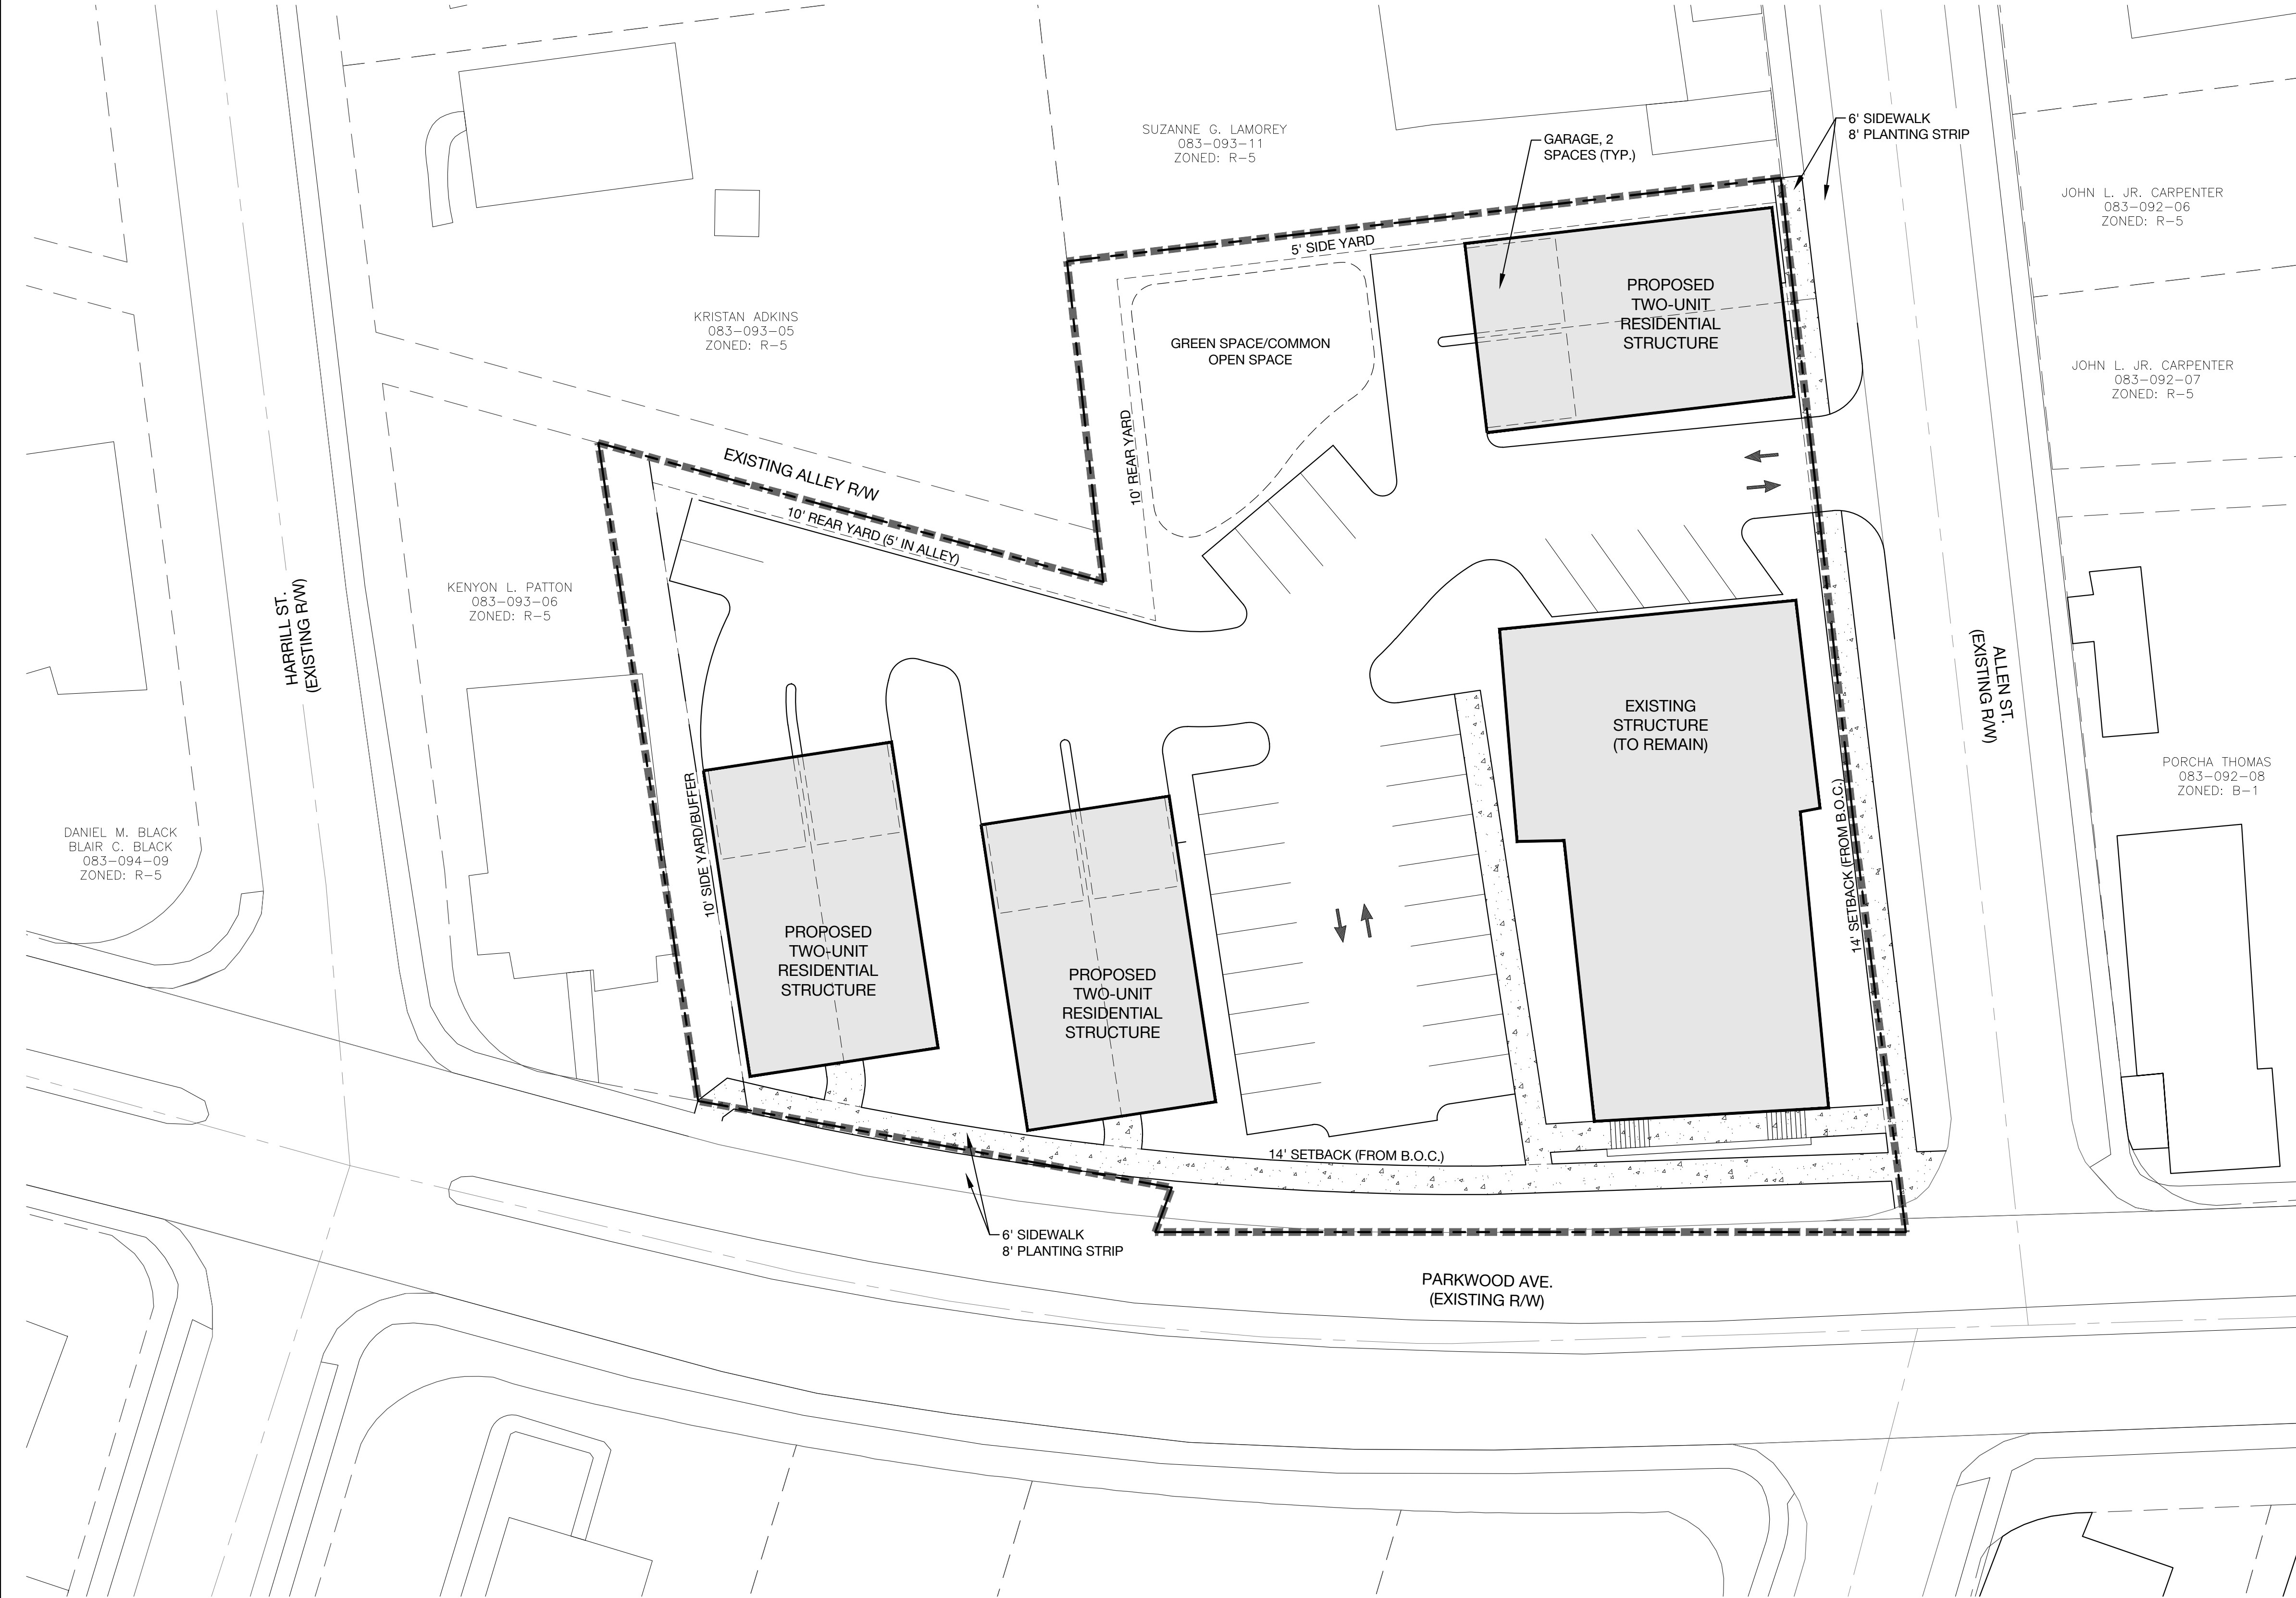 SUZANNE G. LAMOREY
083-093-11
ZONED: R-5
GARAGE, 2
SPACES (TYP.)
6' SIDEWALK
8' PLANTING STRIP
JOHN L. JR. CARPENTER
083-092-06
ZONED: R-5
5' SIDE YARD
KRISTAN ADKINS
083-093-05
ZONED: R-5
GREEN SPACE/COMMON
OPEN SPACE
PROPOSED
TWO-UNIT
RESIDENTIAL
STRUCTURE
JOHN L. JR. CARPENTER
083-092-07
ZONED: R-5
EXISTING ALLEY R/W
10' REAR YARD (5' IN ALLEY)
10' REAR YARD
HARRILL ST.
(EXISTING R/W)
KENYON L. PATTON
083-093-06
ZONED: R-5
EXISTING
STRUCTURE
(TO REMAIN)
ALLEN ST.
(EXISTING R/W)
PORCHA THOMAS
083-092-08
ZONED: B-1
DANIEL M. BLACK
BLAIR C. BLACK
083-094-09
ZONED: R-5
10' SIDE YARD/BUFFER
PROPOSED
TWO-UNIT
RESIDENTIAL
STRUCTURE
PROPOSED
TWO-UNIT
RESIDENTIAL
STRUCTURE
14' SETBACK (FROM B.O.C.)
14' SETBACK (FROM B.O.C.)
6' SIDEWALK
8' PLANTING STRIP
PARKWOOD AVE.
(EXISTING R/W)